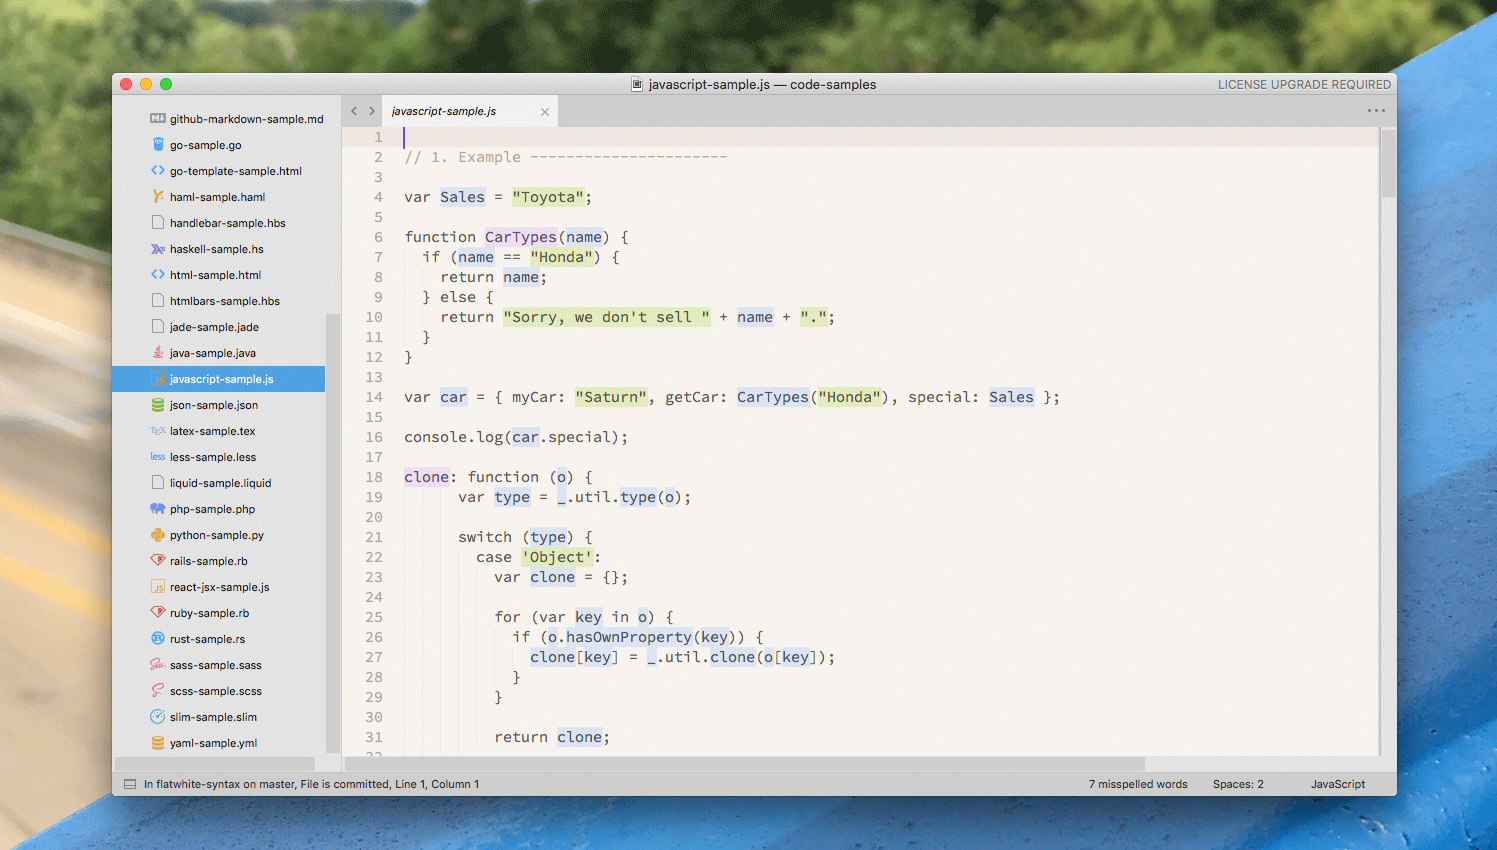 javascript-sample.js — code-samples
LICENSE UPGRADE REQUIRED
github-markdown-sample.md
go-sample.go
go-template-sample.html
haml-sample.haml
handlebar-sample.hbs
haskell-sample.hs
html-sample.html
htmlbars-sample.hbs
jade-sample.jade
java-sample.java
javascript-sample.js
json-sample.json
latex-sample.tex
less-sample.less
liquid-sample.liquid
php-sample.php
python-sample.py
rails-sample.rb
react-jsx-sample.js
ruby-sample.rb
rust-sample.rs
sass-sample.sass
scss-sample.scss
slim-sample.slim
yaml-sample.yml
javascript-sample.js
1
2 // 1. Example ----------------------
3
4 var Sales = "Toyota";
5
6 function CarTypes(name) {
7   if (name == "Honda") {
8     return name;
9   } else {
10     return "Sorry, we don't sell " + name + ".";
11   }
12 }
13
14 var car = { myCar: "Saturn", getCar: CarTypes("Honda"), special: Sales };
15
16 console.log(car.special);
17
18 clone: function (o) {
19       var type = _.util.type(o);
20
21       switch (type) {
22         case 'Object':
23           var clone = {};
24
25           for (var key in o) {
26             if (o.hasOwnProperty(key)) {
27               clone[key] = _.util.clone(o[key]);
28             }
29           }
30
31           return clone;
In flatwhite-syntax on master, File is committed, Line 1, Column 1
7 misspelled words
Spaces: 2
JavaScript